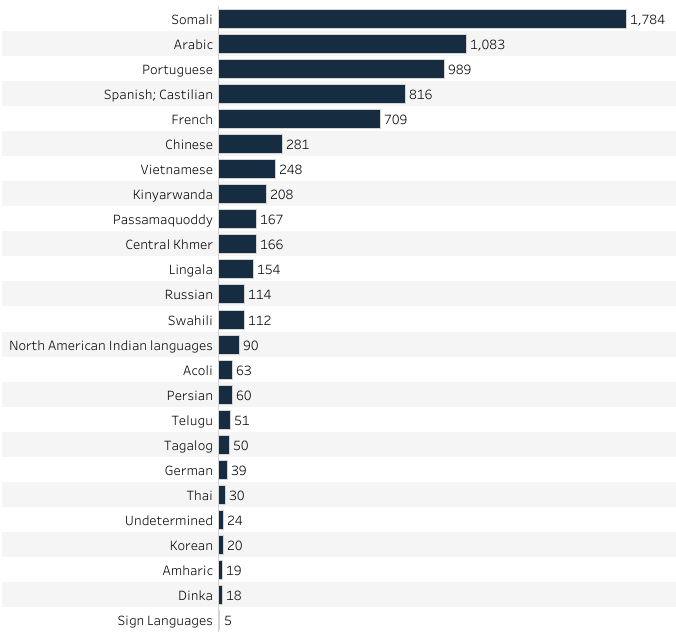 Somali 1,784
Arabic 1,083
Portuguese 989
Spanish; Castilian 816
French 709
Chinese 281
Vietnamese 248
Kinyarwanda 208
Passamaquoddy 167
Central Khmer 166
Lingala 154
Russian 114
Swahili 112
North American Indian languages 90
Acoli 63
Persian 60
Telugu 51
Tagalog 50
German 39
Thai 30
Undetermined 24
Korean 20
Amharic 19
Dinka 18
Sign Languages 5